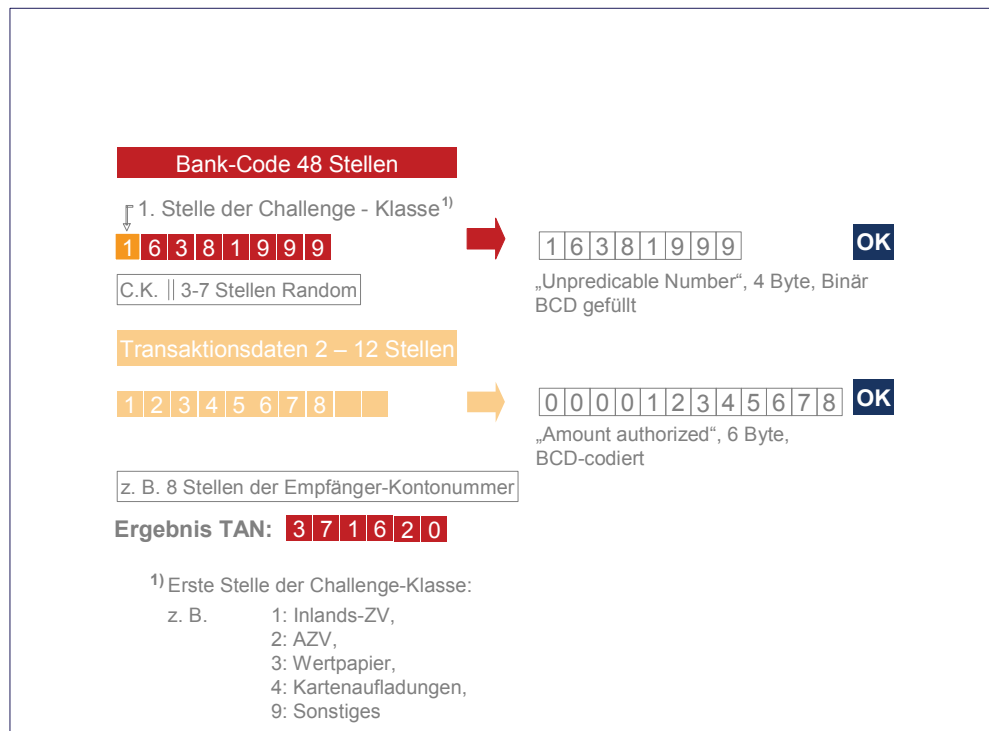 Bank-Code 48 Stellen
1. Stelle der Challenge - Klasse 1)
1 6 3 8 1 9 9 9
1 6 3 8 1 9 9 9
OK
C.K. || 3-7 Stellen Random
„Unpredicable Number“, 4 Byte, Binär
BCD gefüllt
Transaktionsdaten 2 – 12 Stellen
1 2 3 4 5 6 7 8
0 0 0 0 1 2 3 4 5 6 7 8
OK
„Amount authorized“, 6 Byte,
BCD-codiert
z. B. 8 Stellen der Empfänger-Kontonummer
Ergebnis TAN: 3 7 1 6 2 0
1) Erste Stelle der Challenge-Klasse:
z. B. 1: Inlands-ZV,
2: AZV,
3: Wertpapier,
4: Kartenaufladungen,
9: Sonstiges